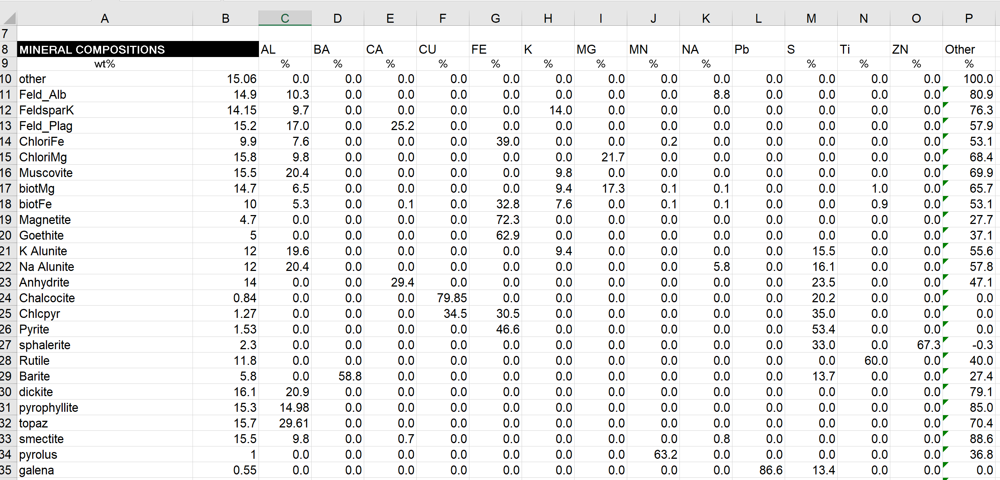 A B C D E F G H I J K L M N O P
7
8 MINERAL COMPOSITIONS AL BA CA CU FE K MG MN NA Pb S Ti ZN Other
9 wt% % % % % % % % % % % % % %
10 other 15.06 0.0 0.0 0.0 0.0 0.0 0.0 0.0 0.0 0.0 0.0 0.0 0.0 0.0 100.0
11 Feld_Alb 14.9 10.3 0.0 0.0 0.0 0.0 0.0 0.0 0.0 8.8 0.0 0.0 0.0 0.0 80.9
12 FeldsparK 14.15 9.7 0.0 0.0 0.0 0.0 14.0 0.0 0.0 0.0 0.0 0.0 0.0 0.0 76.3
13 Feld_Plag 15.2 17.0 0.0 25.2 0.0 0.0 0.0 0.0 0.0 0.0 0.0 0.0 0.0 0.0 57.9
14 ChloriFe 9.9 7.6 0.0 0.0 0.0 39.0 0.0 0.0 0.2 0.0 0.0 0.0 0.0 0.0 53.1
15 ChloriMg 15.8 9.8 0.0 0.0 0.0 0.0 0.0 21.7 0.0 0.0 0.0 0.0 0.0 0.0 68.4
16 Muscovite 15.5 20.4 0.0 0.0 0.0 0.0 9.8 0.0 0.0 0.0 0.0 0.0 0.0 0.0 69.9
17 biotMg 14.7 6.5 0.0 0.0 0.0 0.0 9.4 17.3 0.1 0.1 0.0 0.0 1.0 0.0 65.7
18 biotFe 10 5.3 0.0 0.1 0.0 32.8 7.6 0.0 0.1 0.1 0.0 0.0 0.9 0.0 53.1
19 Magnetite 4.7 0.0 0.0 0.0 0.0 72.3 0.0 0.0 0.0 0.0 0.0 0.0 0.0 0.0 27.7
20 Goethite 5 0.0 0.0 0.0 0.0 62.9 0.0 0.0 0.0 0.0 0.0 0.0 0.0 0.0 37.1
21 K Alunite 12 19.6 0.0 0.0 0.0 0.0 9.4 0.0 0.0 0.0 0.0 15.5 0.0 0.0 55.6
22 Na Alunite 12 20.4 0.0 0.0 0.0 0.0 0.0 0.0 0.0 5.8 0.0 16.1 0.0 0.0 57.8
23 Anhydrite 14 0.0 0.0 29.4 0.0 0.0 0.0 0.0 0.0 0.0 0.0 23.5 0.0 0.0 47.1
24 Chalcocite 0.84 0.0 0.0 0.0 79.85 0.0 0.0 0.0 0.0 0.0 0.0 20.2 0.0 0.0 0.0
25 Chlcpyr 1.27 0.0 0.0 0.0 34.5 30.5 0.0 0.0 0.0 0.0 0.0 35.0 0.0 0.0 0.0
26 Pyrite 1.53 0.0 0.0 0.0 0.0 46.6 0.0 0.0 0.0 0.0 0.0 53.4 0.0 0.0 0.0
27 sphalerite 2.3 0.0 0.0 0.0 0.0 0.0 0.0 0.0 0.0 0.0 0.0 33.0 0.0 67.3 -0.3
28 Rutile 11.8 0.0 0.0 0.0 0.0 0.0 0.0 0.0 0.0 0.0 0.0 0.0 60.0 0.0 40.0
29 Barite 5.8 0.0 58.8 0.0 0.0 0.0 0.0 0.0 0.0 0.0 0.0 13.7 0.0 0.0 27.4
30 dickite 16.1 20.9 0.0 0.0 0.0 0.0 0.0 0.0 0.0 0.0 0.0 0.0 0.0 0.0 79.1
31 pyrophyllite 15.3 14.98 0.0 0.0 0.0 0.0 0.0 0.0 0.0 0.0 0.0 0.0 0.0 0.0 85.0
32 topaz 15.7 29.61 0.0 0.0 0.0 0.0 0.0 0.0 0.0 0.0 0.0 0.0 0.0 0.0 70.4
33 smectite 15.5 9.8 0.0 0.7 0.0 0.0 0.0 0.0 0.0 0.8 0.0 0.0 0.0 0.0 88.6
34 pyrolus 1 0.0 0.0 0.0 0.0 0.0 0.0 0.0 63.2 0.0 0.0 0.0 0.0 0.0 36.8
35 galena 0.55 0.0 0.0 0.0 0.0 0.0 0.0 0.0 0.0 0.0 86.6 13.4 0.0 0.0 0.0